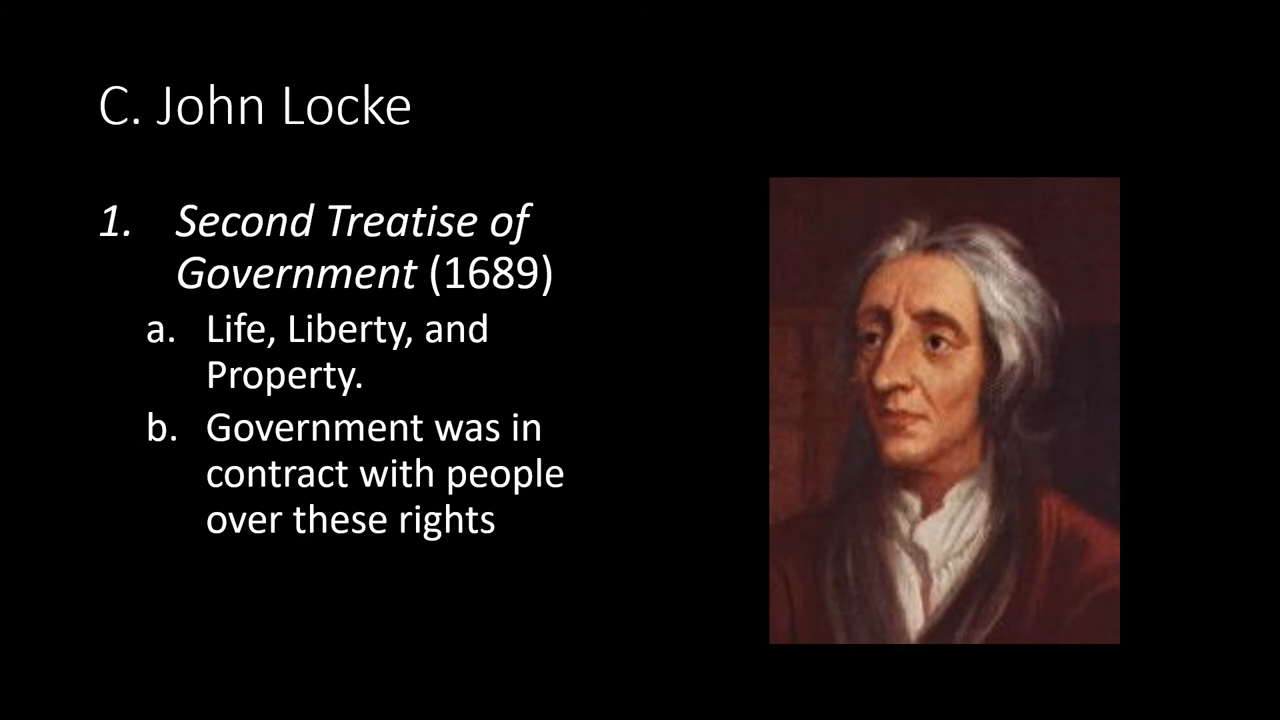 C. John Locke
1. Second Treatise of
Government (1689)
a. Life, Liberty, and
Property.
b. Government was in
contract with people
over these rights